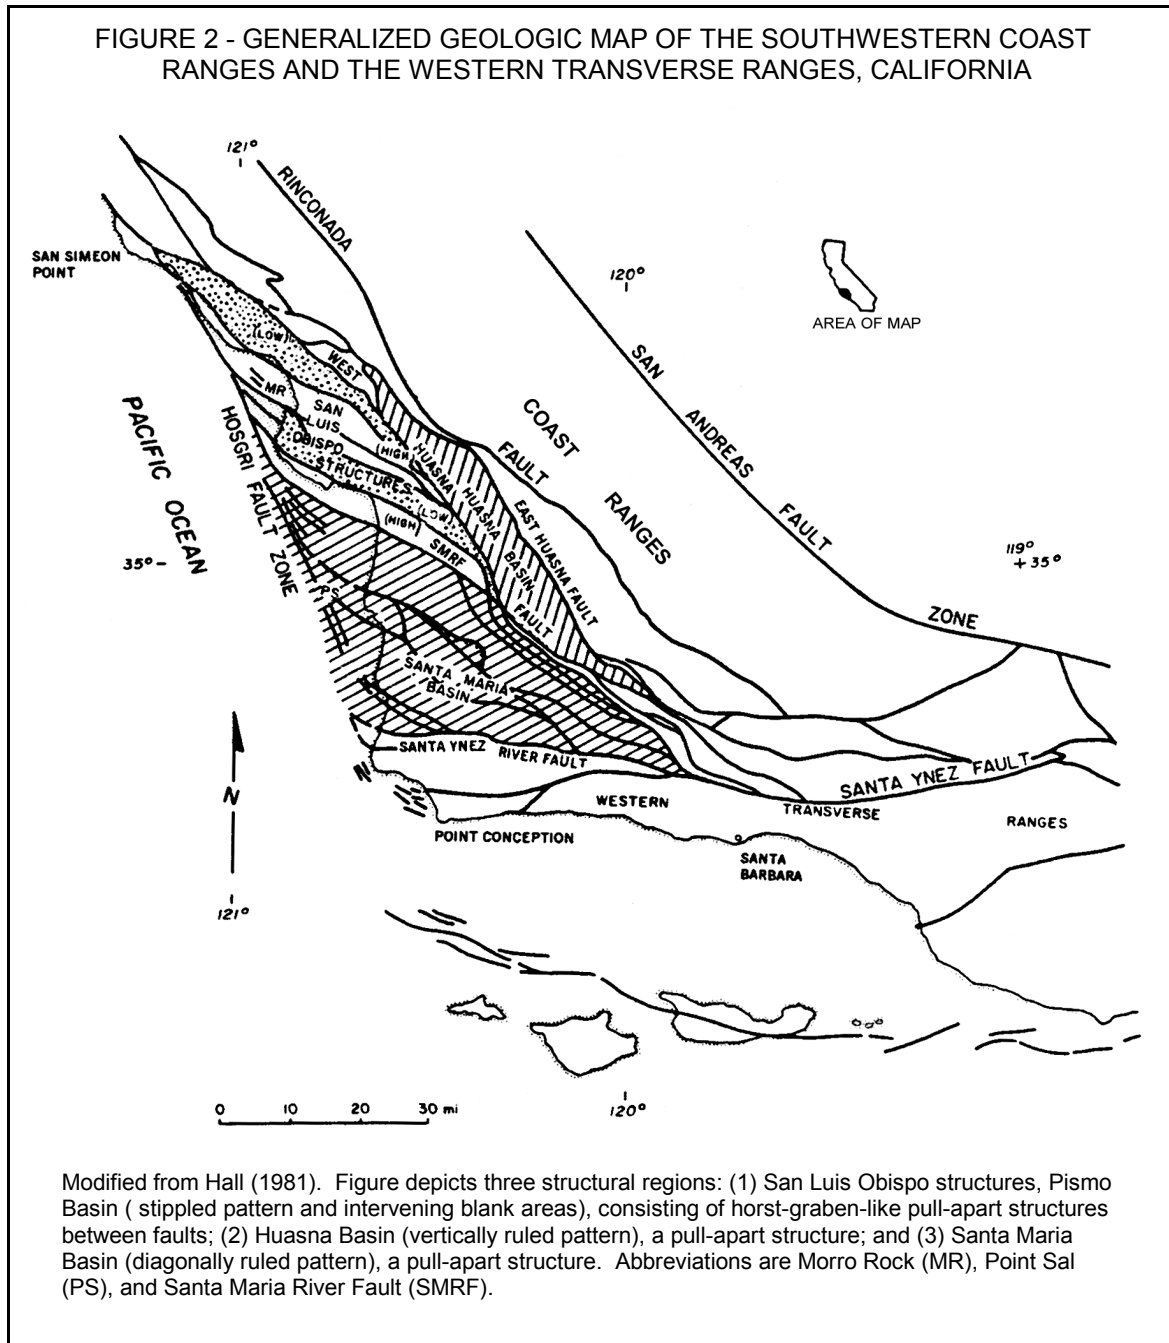 FIGURE 2 - GENERALIZED GEOLOGIC MAP OF THE SOUTHWESTERN COAST
RANGES AND THE WESTERN TRANSVERSE RANGES, CALIFORNIA
121°
RINCONADA
SAN SIMEON
POINT
120°
AREA OF MAP
(LOW)
WEST
SAN
MR
SAN
LUIS
OBISPO
STRUCTURES
(HIGH)
HUASNA
HUASNA
BASIN
FAULT
COAST
RANGES
FAULT
ANDREAS
FAULT
ZONE
PACIFIC OCEAN
HOSGRI FAULT ZONE
(LOW)
(HIGH)
SMRF
EAST HUASNA FAULT
35°
119°
+ 35°
PS
SANTA MARIA
BASIN
SANTA YNEZ RIVER FAULT
SANTA YNEZ FAULT
N
WESTERN
TRANSVERSE
RANGES
POINT CONCEPTION
SANTA
BARBARA
121°
120°
0 10 20 30 mi
Modified from Hall (1981). Figure depicts three structural regions: (1) San Luis Obispo structures, Pismo
Basin ( stippled pattern and intervening blank areas), consisting of horst-graben-like pull-apart structures
between faults; (2) Huasna Basin (vertically ruled pattern), a pull-apart structure; and (3) Santa Maria
Basin (diagonally ruled pattern), a pull-apart structure. Abbreviations are Morro Rock (MR), Point Sal
(PS), and Santa Maria River Fault (SMRF).